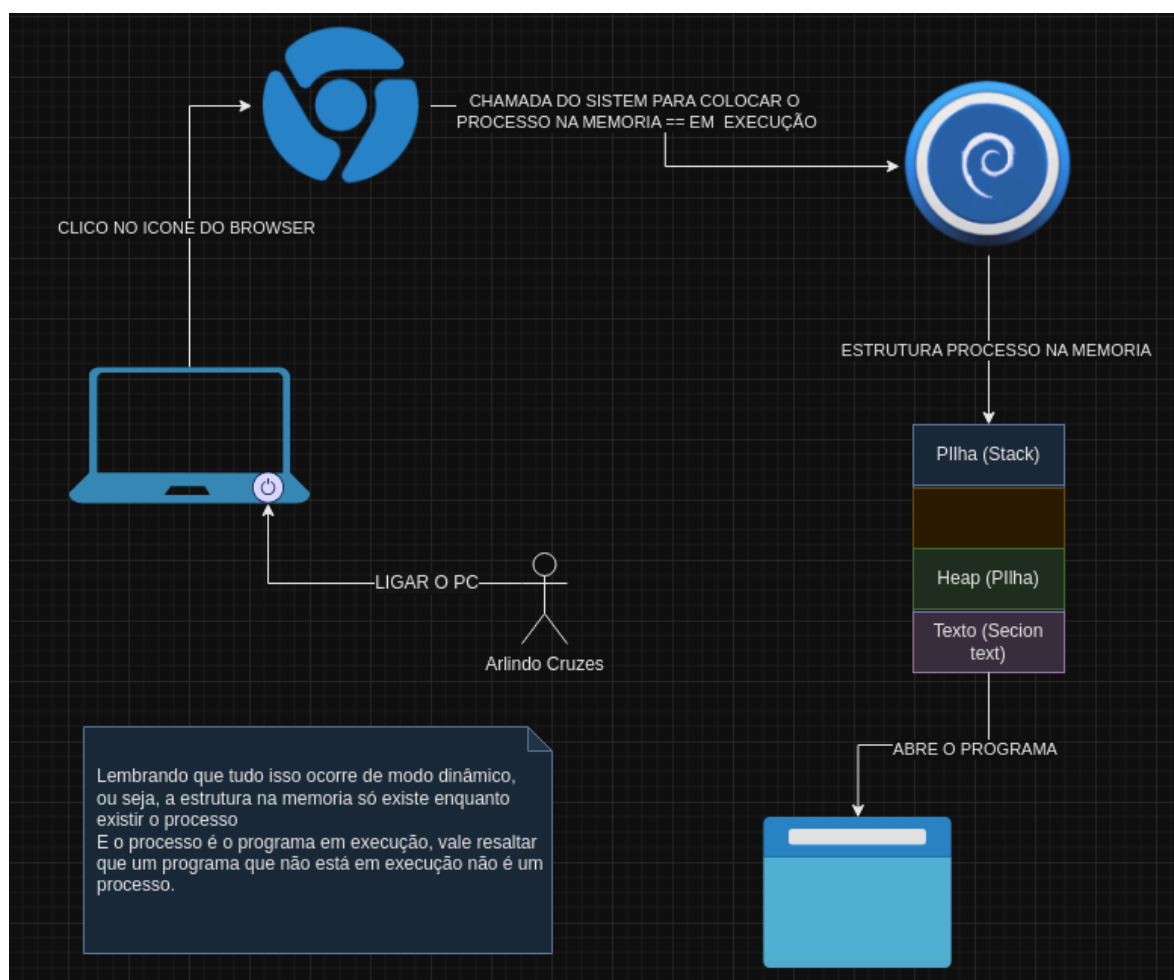 CHAMADA DO SISTEM PARA COLOCAR O
PROCESSO NA MEMORIA == EM EXECUÇÃO
CLICO NO ICONE DO BROWSER
ESTRUTURA PROCESSO NA MEMORIA
PIlha (Stack)
Heap (PIlha)
Texto (Secion
text)
LIGAR O PC
Arlindo Cruzes
ABRE O PROGRAMA
Lembrando que tudo isso ocorre de modo dinâmico,
ou seja, a estrutura na memoria só existe enquanto
existir o processo
E o processo é o programa em execução, vale resaltar
que um programa que não está em execução não é um
processo.